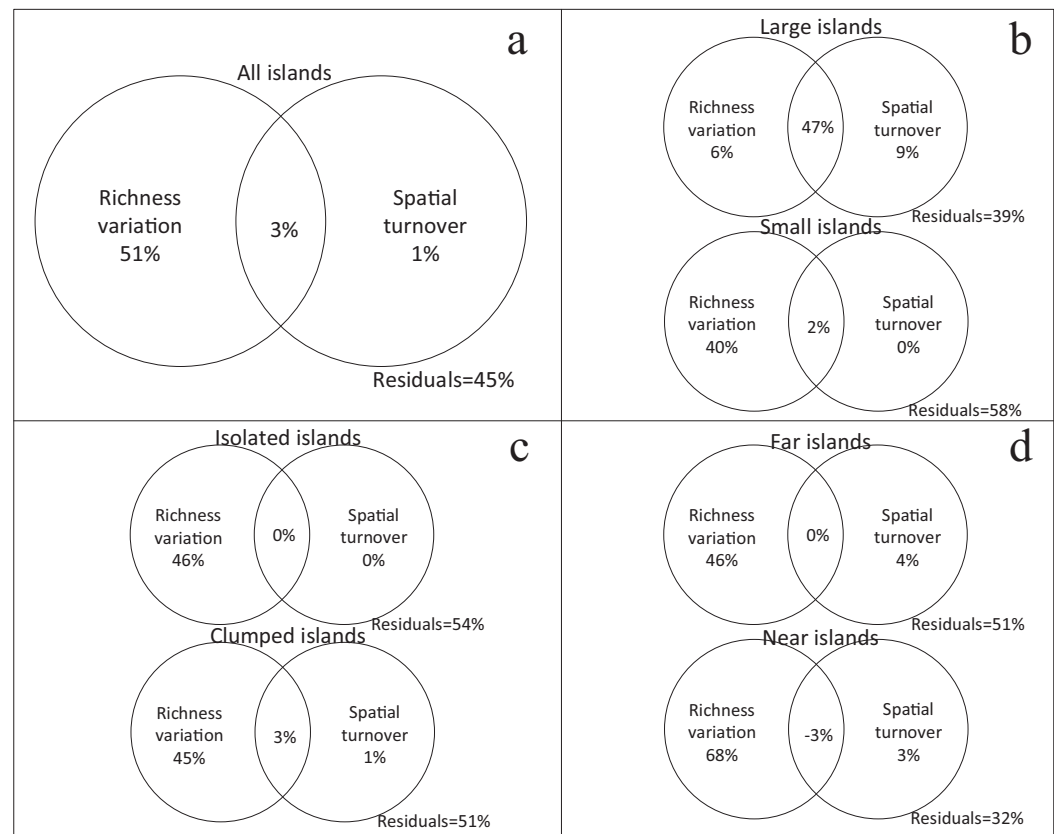 a
All islands
Richness
variation
51%
3%
Spatial
turnover
1%
Residuals=45%
b
Large islands
Richness
variation
6%
47%
Spatial
turnover
9%
Residuals=39%
Small islands
Richness
variation
40%
2%
Spatial
turnover
0%
Residuals=58%
c
Isolated islands
Richness
variation
46%
0%
Spatial
turnover
0%
Residuals=54%
Clumped islands
Richness
variation
45%
3%
Spatial
turnover
1%
Residuals=51%
d
Far islands
Richness
variation
46%
0%
Spatial
turnover
4%
Residuals=51%
Near islands
Richness
variation
68%
-3%
Spatial
turnover
3%
Residuals=32%